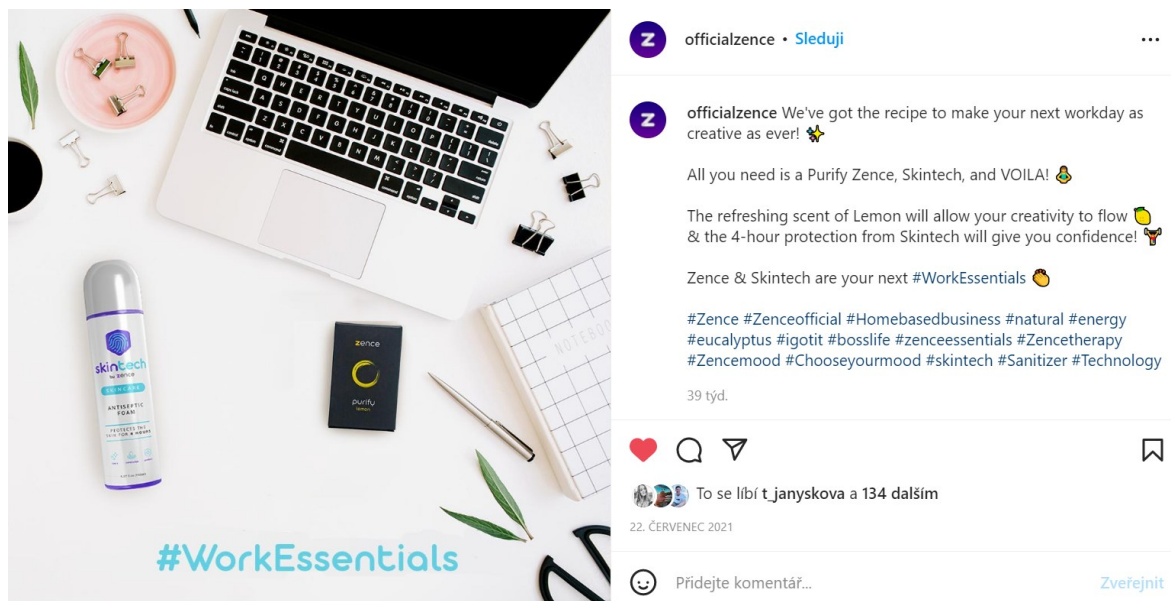 zence
purify
lemon
NOTEBOOK
skintech
by zence
SKINCARE
ANTISEPTIC
FOAM
PROTECTS THE
SKIN FOR 4 HOURS
#WorkEssentials
officialzence • Sleduji
officialzence We've got the recipe to make your next workday as
creative as ever! ✨
All you need is a Purify Zence, Skintech, and VOILA!
The refreshing scent of Lemon will allow your creativity to flow 🍋
& the 4-hour protection from Skintech will give you confidence!
Zence & Skintech are your next #WorkEssentials 👏
#Zence #Zenceofficial #Homebasedbusiness #natural #energy
#eucalyptus #igotit #bosslife #zenceessentials #Zencetherapy
#Zencemood #Chooseyourmood #skintech #Sanitizer #Technology
39 týd.
To se líbí t_janyskova a 134 dalším
22. ČERVENEC 2021
Přidejte komentář...
Zveřejnit